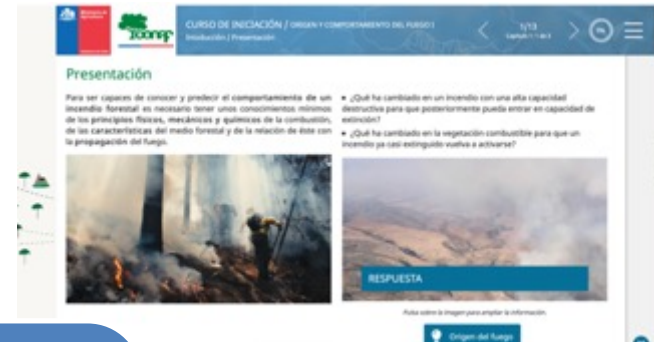 Ministerio de
Agricultura
CURSO DE INICIACIÓN / ORIGEN Y COMPORTAMIENTO DEL FUEGO I
Introducción / Presentación
1/13
Presentación
Para ser capaces de conocer y predecir el comportamiento de un
incendio forestal es necesario tener unos conocimientos mínimos
de los principios físicos, mecánicos y químicos de la combustión,
de las características del medio forestal y de la relación de éste con
la propagación del fuego.
• ¿Qué ha cambiado en un incendio con una alta capacidad
destructiva para que posteriormente pueda entrar en capacidad de
extinción?
• ¿Qué ha cambiado en la vegetación combustible para que un
incendio ya casi extinguido vuelva a activarse?
RESPUESTA
Pulsa sobre la imagen para ampliar la información.
Origen del fuego